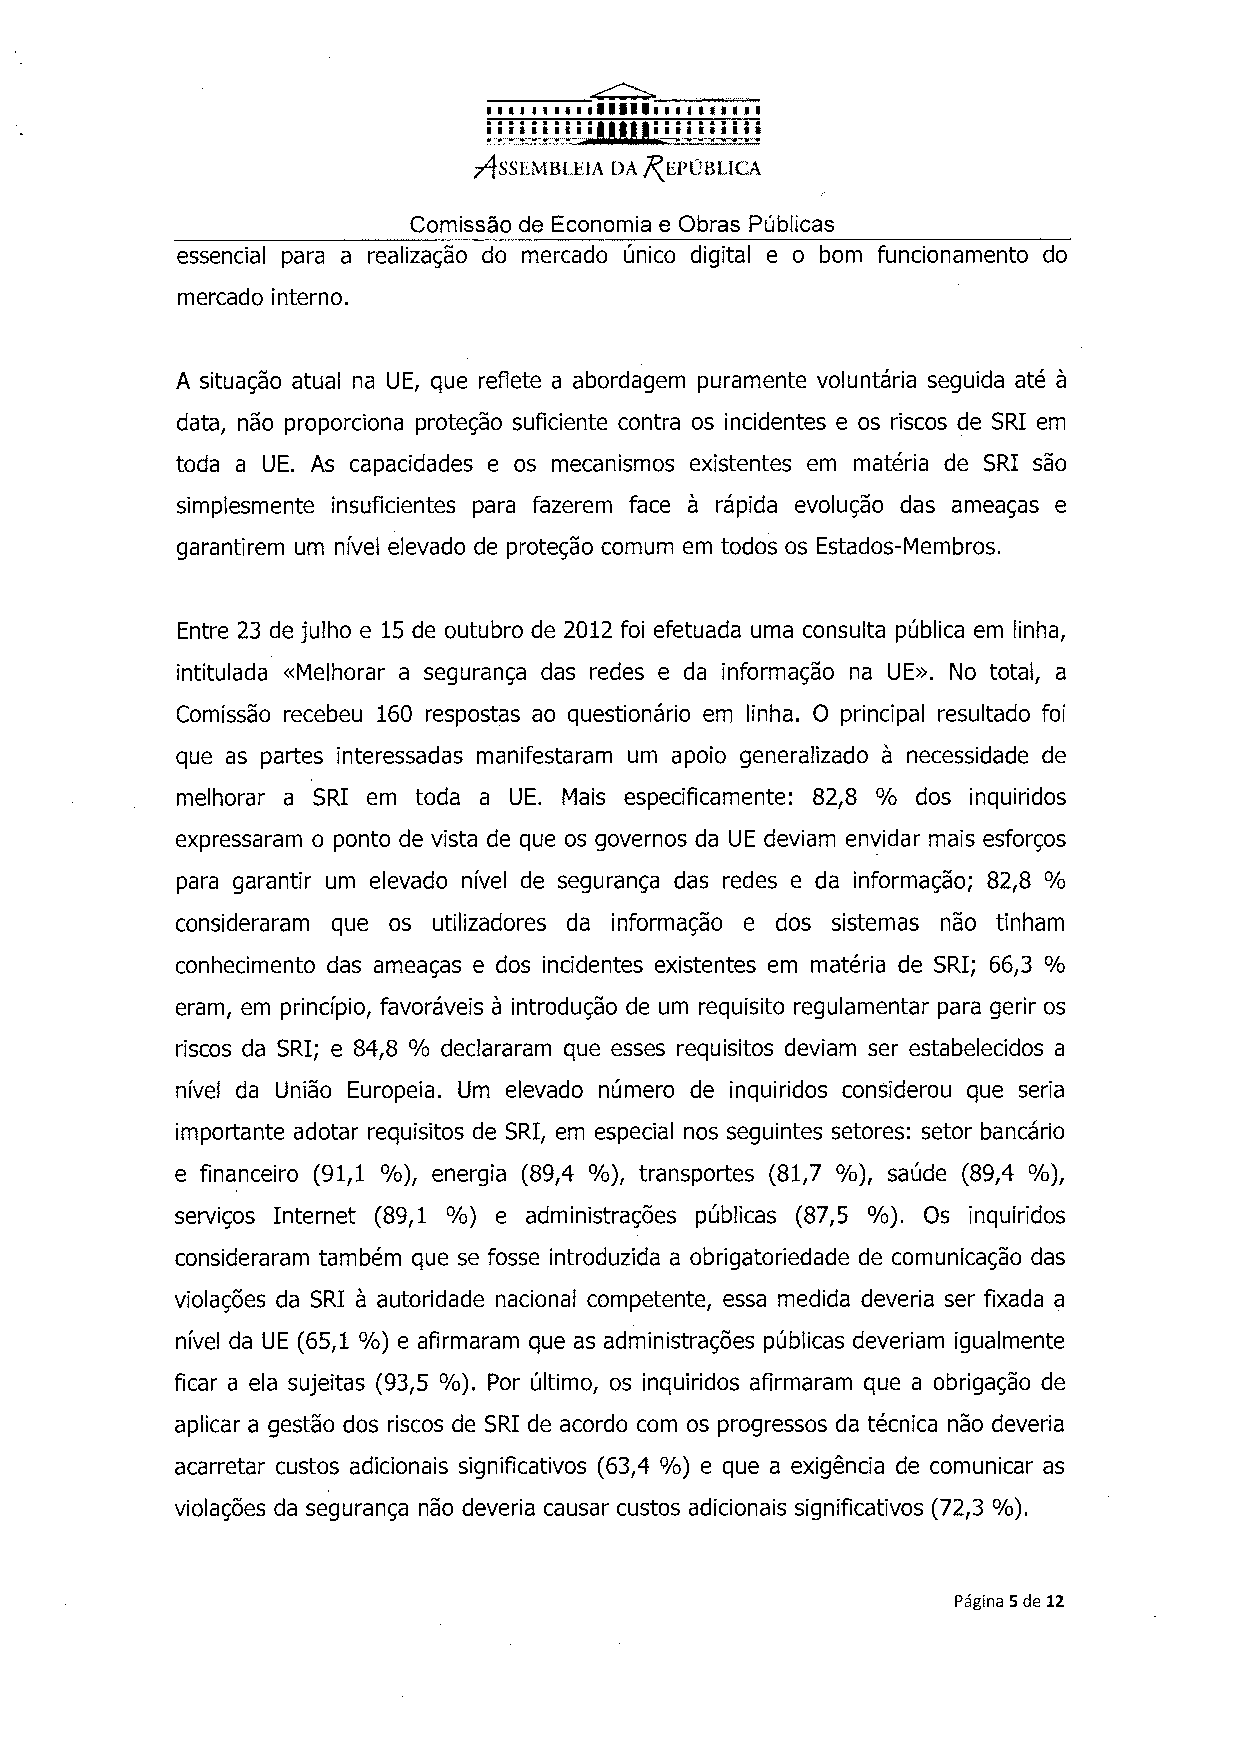 ASSEMBLEIA DA REPÚBLICA
Comissão de Economia e Obras Públicas
essencial para a realização do mercado único digital e o bom funcionamento do
mercado interno.
A situação atual na UE, que reflete a abordagem puramente voluntária seguida até à
data, não proporciona proteção suficiente contra os incidentes e os riscos de SRI em
toda a UE. As capacidades e os mecanismos existentes em matéria de SRI são
simplesmente insuficientes para fazerem face à rápida evolução das ameaças e
garantirem um nível elevado de proteção comum em todos os Estados-Membros.
Entre 23 de julho e 15 de outubro de 2012 foi efetuada uma consulta pública em linha,
intitulada «Melhorar a segurança das redes e da informação na UE». No total, a
Comissão recebeu 160 respostas ao questionário em linha. O principal resultado foi
que as partes interessadas manifestaram um apoio generalizado à necessidade de
melhorar a SRI em toda a UE. Mais especificamente: 82,8 % dos inquiridos
expressaram o ponto de vista de que os governos da UE deviam envidar mais esforços
para garantir um elevado nível de segurança das redes e da informação; 82,8 %
consideraram que os utilizadores da informação e dos sistemas não tinham
conhecimento das ameaças e dos incidentes existentes em matéria de SRI; 66,3 %
eram, em princípio, favoráveis à introdução de um requisito regulamentar para gerir os
riscos da SRI; e 84,8 % declararam que esses requisitos deviam ser estabelecidos a
nível da União Europeia. Um elevado número de inquiridos considerou que seria
importante adotar requisitos de SRI, em especial nos seguintes setores: setor bancário
e financeiro (91,1 %), energia (89,4 %), transportes (81,7 %), saúde (89,4 %),
serviços Internet (89,1 %) e administrações públicas (87,5 %). Os inquiridos
consideraram também que se fosse introduzida a obrigatoriedade de comunicação das
violações da SRI à autoridade nacional competente, essa medida deveria ser fixada a
nível da UE (65,1 %) e afirmaram que as administrações públicas deveriam igualmente
ficar a ela sujeitas (93,5 %). Por último, os inquiridos afirmaram que a obrigação de
aplicar a gestão dos riscos de SRI de acordo com os progressos da técnica não deveria
acarretar custos adicionais significativos (63,4 %) e que a exigência de comunicar as
violações da segurança não deveria causar custos adicionais significativos (72,3 %).
Página 5 de 12